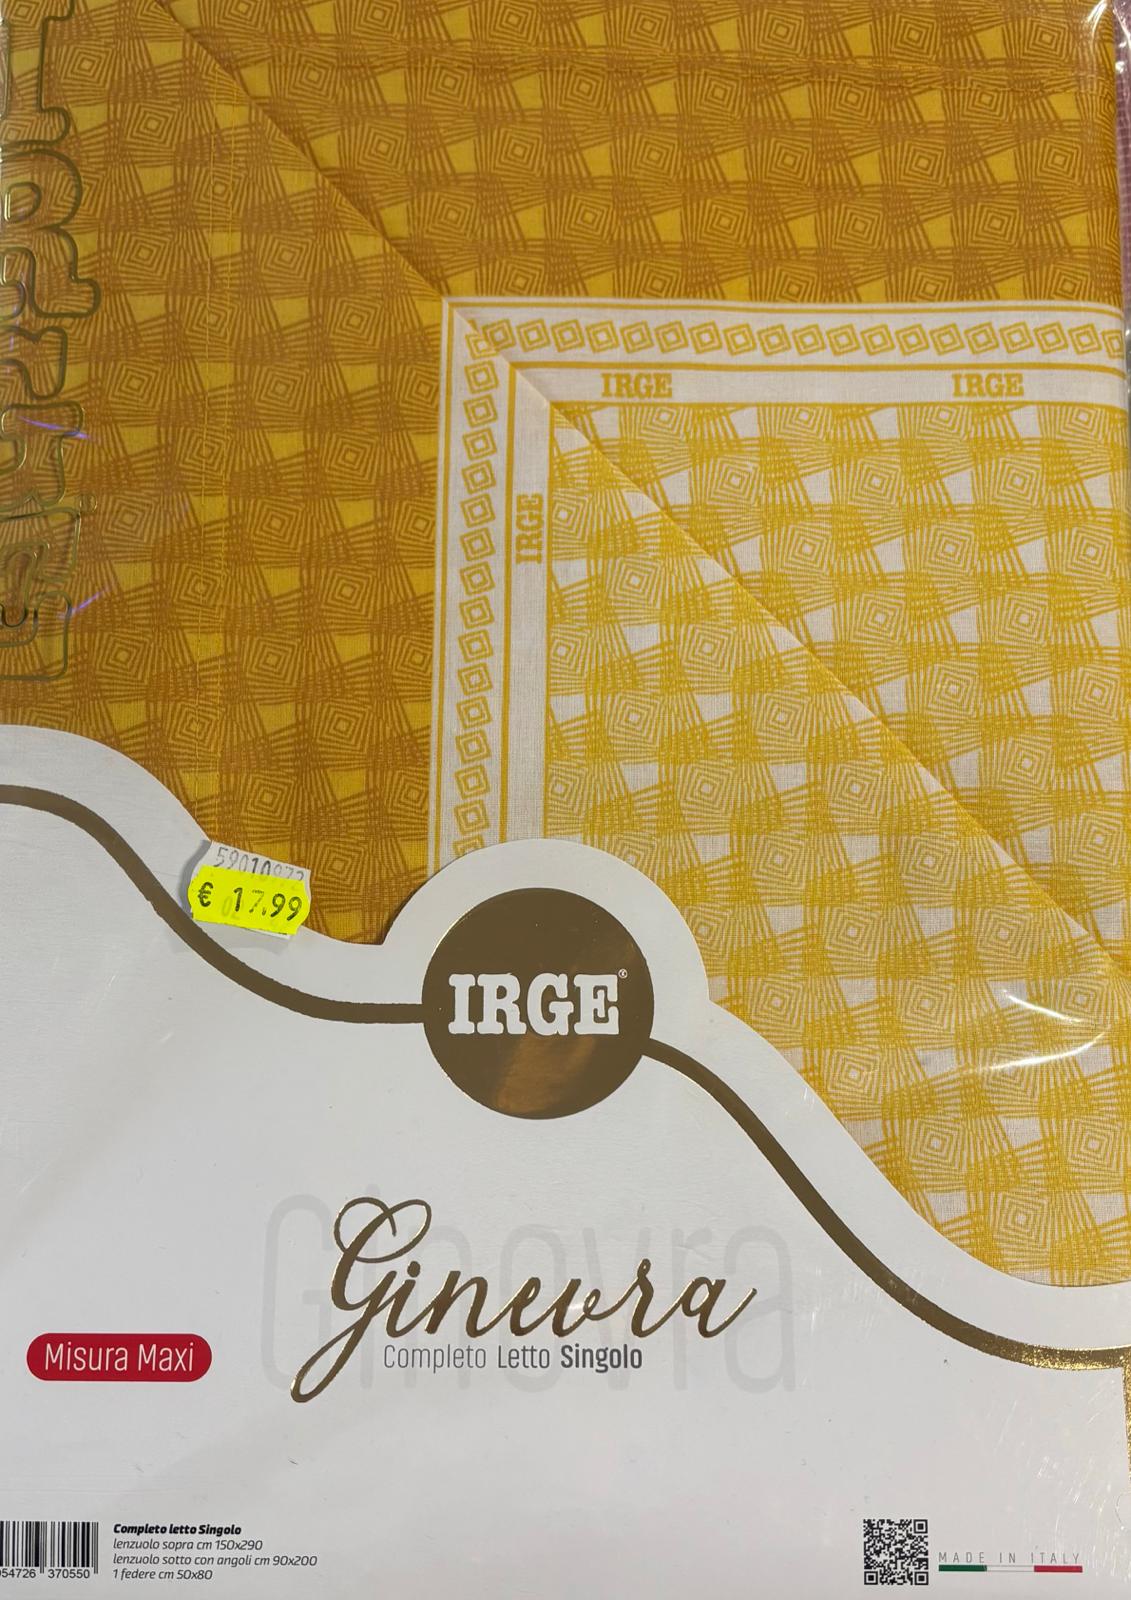 IRGE
IRGE
IRGE
€ 17.99
IRGE
Ginevra
Completo Letto Singolo
Misura Maxi
Completo letto Singolo
lenzuolo sopra cm 150x290
lenzuolo sotto con angoli cm 90x200
1 federe cm 50x80
370550
MADE IN ITALY